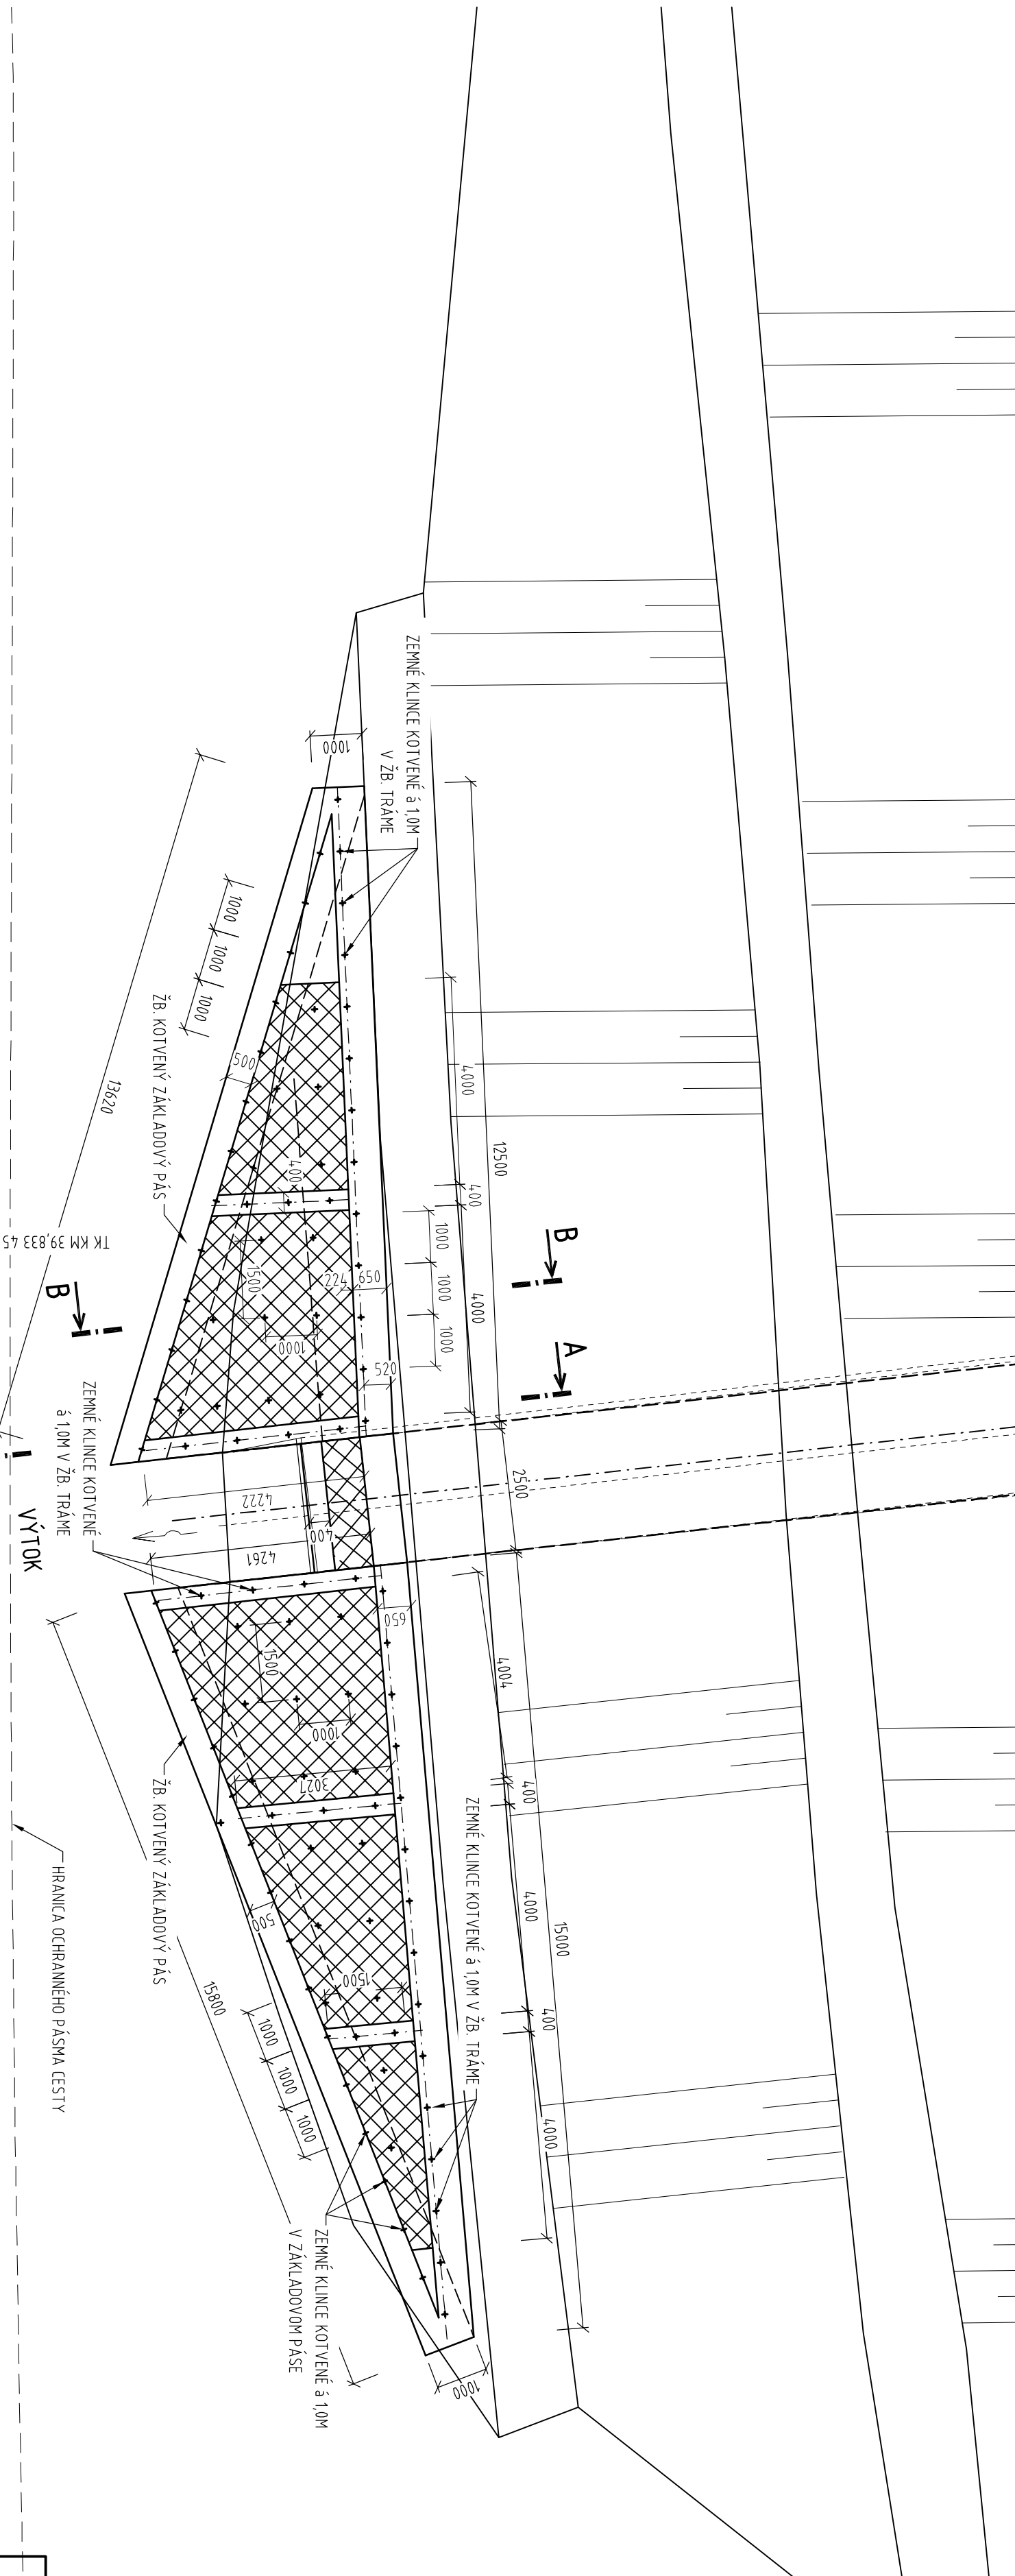 ZEMNÉ KLINCE KOTVENÉ á 1,0M
V ŽB. TRÁME
1000
12500
4000
400
4000
1000
1000
1000
1000
1000
1000
500
400
ŽB. KOTVENÝ ZÁKLADOVÝ PÁS
13620
1500
224
650
1000
520
TK KM 39,833 45
B
B
A
ZEMNÉ KLINCE KOTVENÉ
á 1,0M V ŽB. TRÁME
VÝTOK
4222
400
4261
2500
650
4004
1500
1000
3027
400
ZEMNÉ KLINCE KOTVENÉ á 1,0M V ŽB. TRÁME
ŽB. KOTVENÝ ZÁKLADOVÝ PÁS
HRANICA OCHRANNÉHO PÁSMA CESTY
500
4000
15000
1500
400
15800
1000
1000
1000
4000
ZEMNÉ KLINCE KOTVENÉ á 1,0M
V ZÁKLADOVOM PÁSE
1000